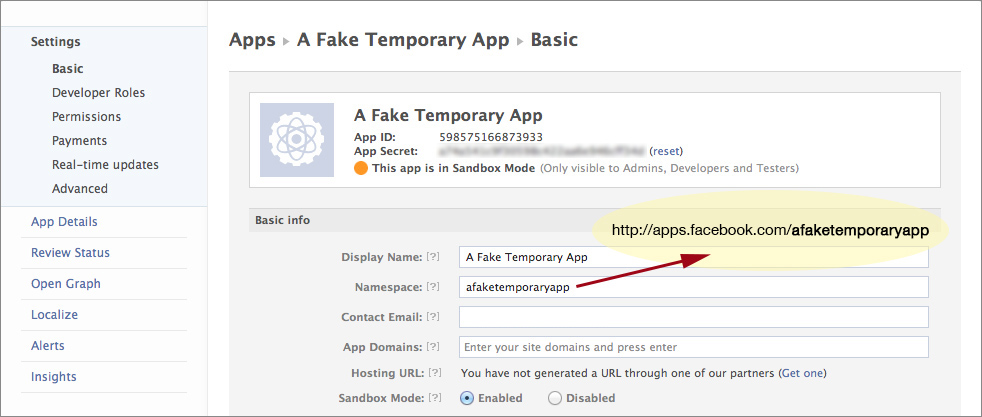 Settings
Basic
Developer Roles
Permissions
Payments
Real-time updates
Advanced
App Details
Review Status
Open Graph
Localize
Alerts
Insights
Apps ▸ A Fake Temporary App ▸ Basic
A Fake Temporary App
App ID: 598575166873933
App Secret: (reset)
This app is in Sandbox Mode (Only visible to Admins, Developers and Testers)
Basic info
http://apps.facebook.com/afaketemporaryapp
Display Name: [?] A Fake Temporary App
Namespace: [?] afaketemporaryapp
Contact Email: [?]
App Domains: [?] Enter your site domains and press enter
Hosting URL: [?] You have not generated a URL through one of our partners (Get one)
Sandbox Mode: [?] Enabled Disabled